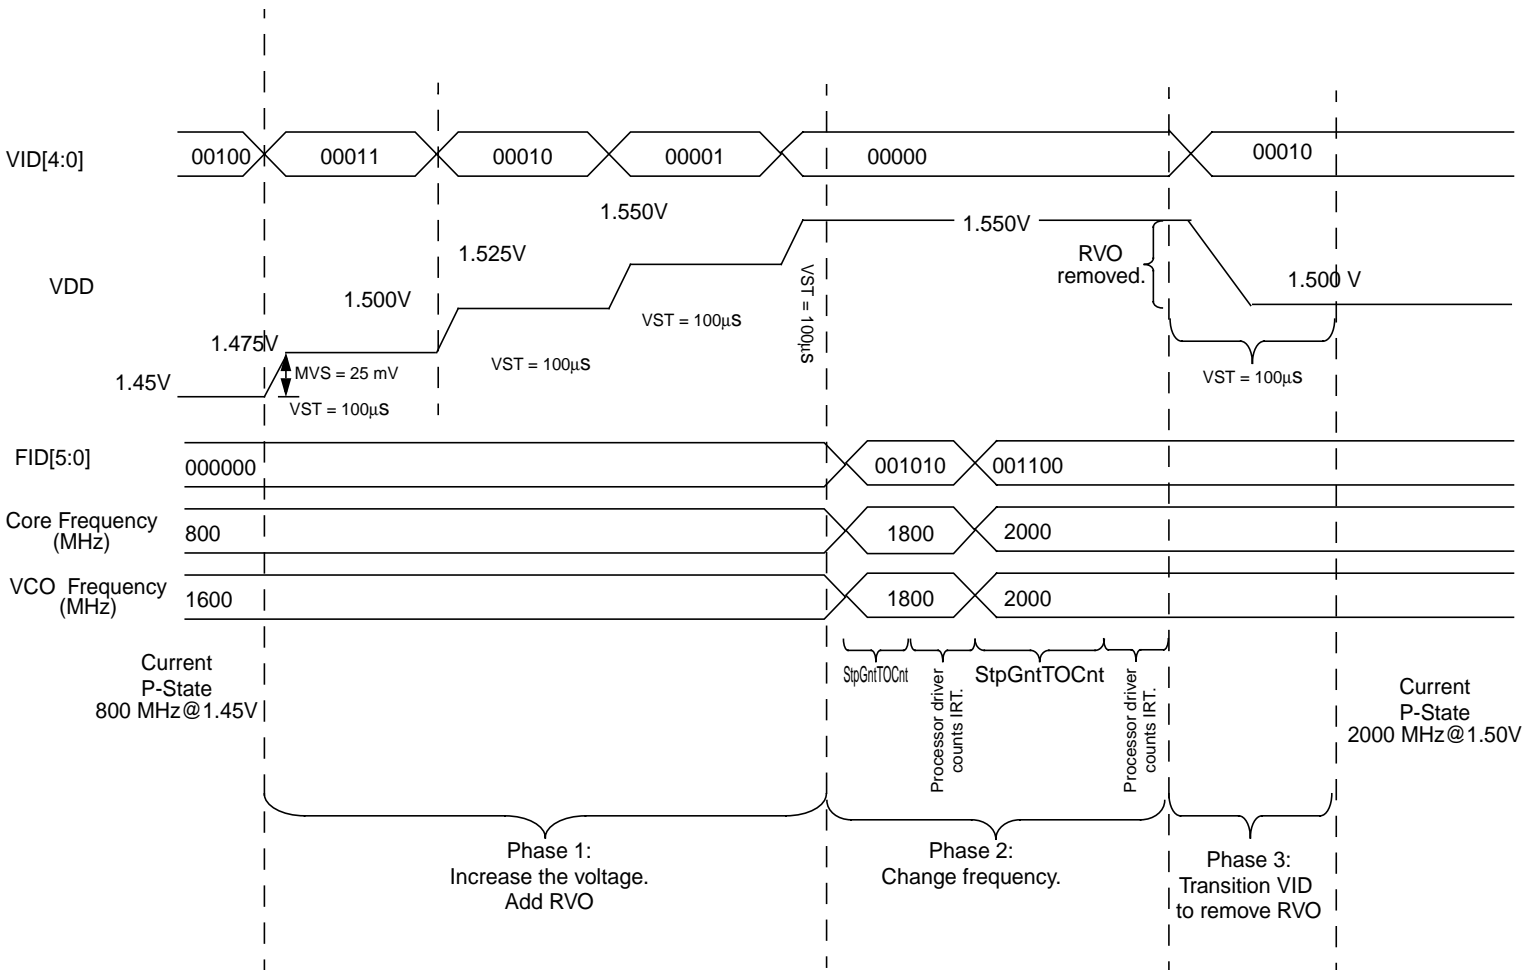 VID[4:0]
00100
00011
00010
00001
00000
00010
VDD
1.45V
1.475V
1.500V
1.525V
1.550V
1.550V
RVO
removed.
1.500 V
MVS = 25 mV
VST = 100μs
VST = 100μs
VST = 100μs
VST = 100μs
VST = 100μs
FID[5:0]
000000
001010
001100
Core Frequency
(MHz)
800
1800
2000
VCO Frequency
(MHz)
1600
1800
2000
StpGntTOCnt
Processor driver
counts IRT.
StpGntTOCnt
Processor driver
counts IRT.
Current
P-State
800 MHz@1.45V
Current
P-State
2000 MHz@1.50V
Phase 1:
Increase the voltage.
Add RVO
Phase 2:
Change frequency.
Phase 3:
Transition VID
to remove RVO